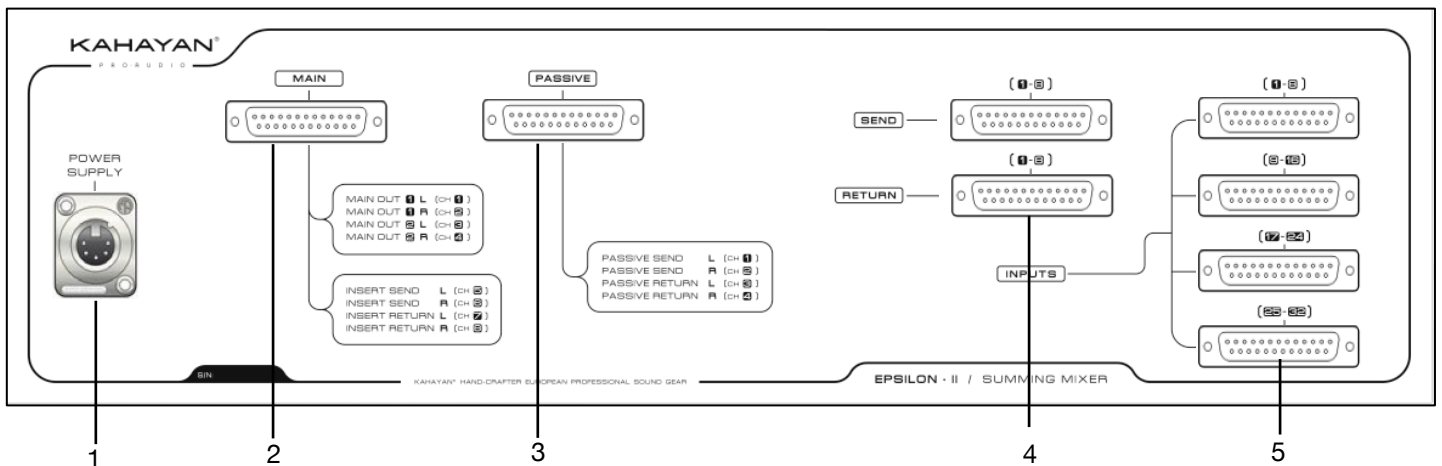 KAHAYAN®
PRO·AUDIO
MAIN
PASSIVE
POWER
SUPPLY
MAIN OUT 1 L (CH 1)
MAIN OUT 1 R (CH 2)
MAIN OUT 2 L (CH 3)
MAIN OUT 2 R (CH 4)
INSERT SEND L (CH 5)
INSERT SEND R (CH 6)
INSERT RETURN L (CH 7)
INSERT RETURN R (CH 8)
PASSIVE SEND L (CH 1)
PASSIVE SEND R (CH 2)
PASSIVE RETURN L (CH 3)
PASSIVE RETURN R (CH 4)
SEND
(1-8)
RETURN
(1-8)
INPUTS
(1-8)
(9-16)
(17-24)
(25-32)
S/N:
KAHAYAN® HAND-CRAFTER EUROPEAN PROFESSIONAL SOUND GEAR
EPSILON · II / SUMMING MIXER
1
2
3
4
5